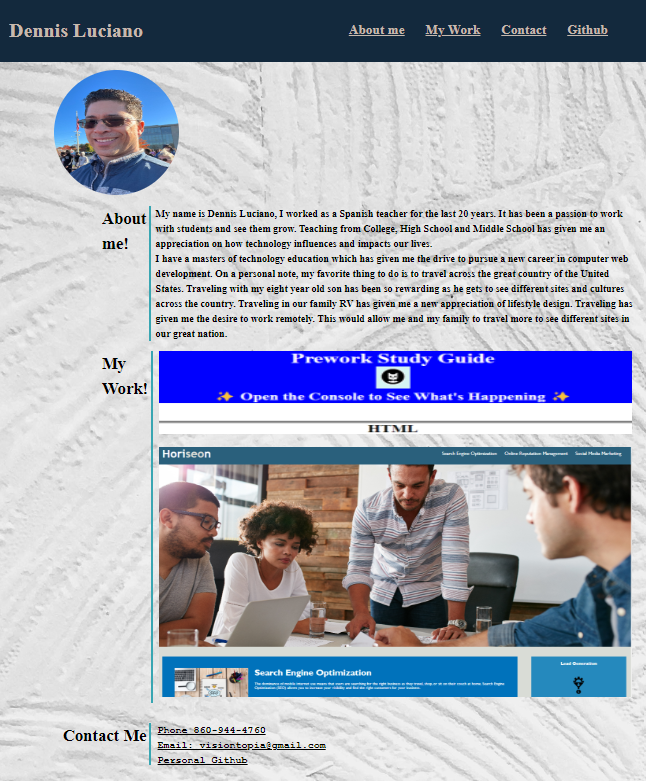 Dennis Luciano
About me My Work Contact Github
About
me!
My name is Dennis Luciano, I worked as a Spanish teacher for the last 20 years. It has been a passion to work
with students and see them grow. Teaching from College, High School and Middle School has given me an
appreciation on how technology influences and impacts our lives.
I have a masters of technology education which has given me the drive to pursue a new career in computer web
development. On a personal note, my favorite thing to do is to travel across the great country of the United
States. Traveling with my eight year old son has been so rewarding as he gets to see different sites and cultures
across the country. Traveling in our family RV has given me a new appreciation of lifestyle design. Traveling has
given me the desire to work remotely. This would allow me and my family to travel more to see different sites in
our great nation.
My
Work!
Prework Study Guide
✨ Open the Console to See What's Happening ✨
HTML
Horiseon
Search Engine Optimization Online Reputation Management Social Media Marketing
Search Engine Optimization
Lead Generation
Contact Me
Phone 860-944-4760
Email: visiontopia@gmail.com
Personal Github